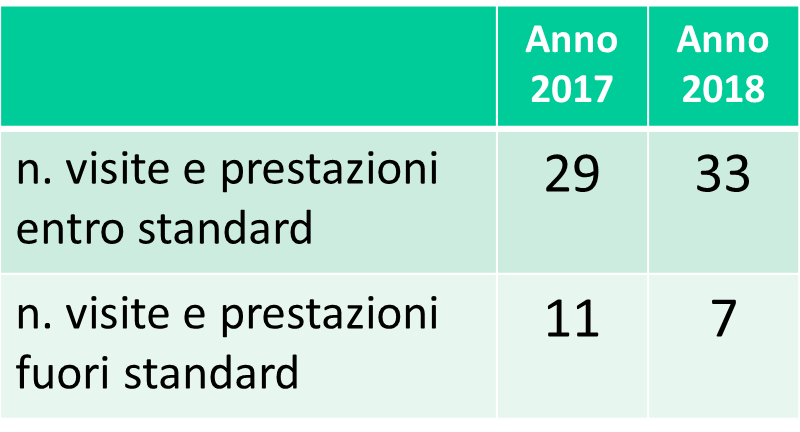 Anno Anno
2017 2018
n. visite e prestazioni 29 33
entro standard
n. visite e prestazioni 11 7
fuori standard